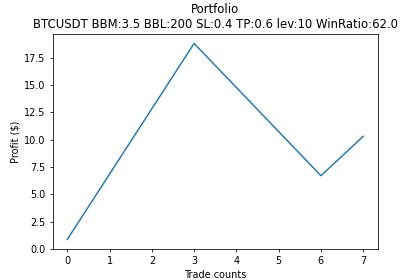 Portfolio
BTCUSDT BBM:3.5 BBL:200 SL:0.4 TP:0.6 lev:10 WinRatio:62.0
Profit ($)
17.5
15.0
12.5
10.0
7.5
5.0
2.5
0.0
0 1 2 3 4 5 6 7
Trade counts